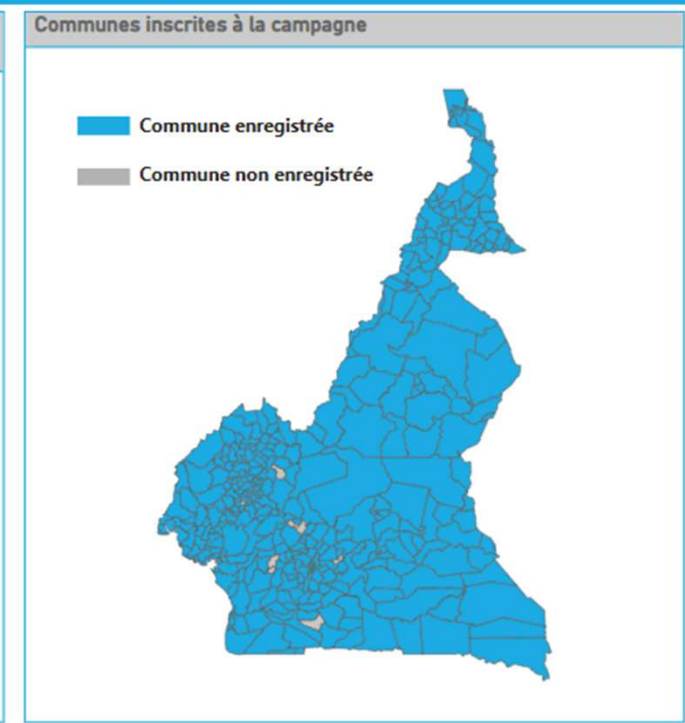 Communes inscrites à la campagne
Commune enregistrée
Commune non enregistrée